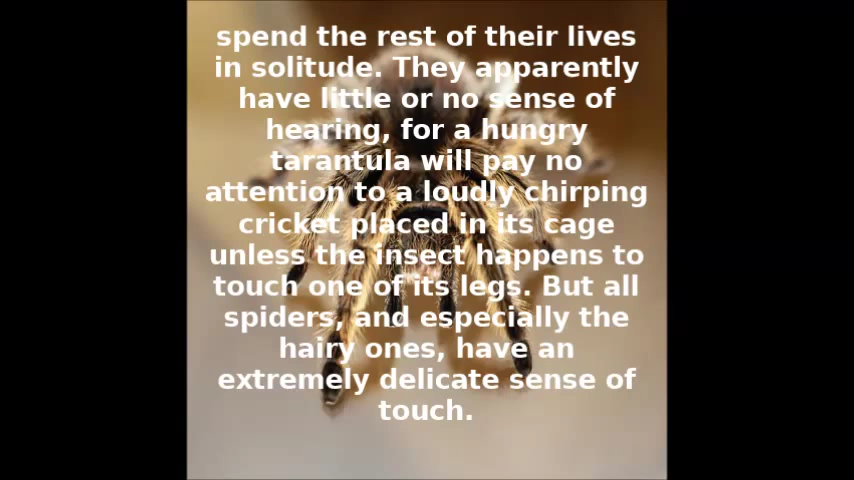 spend the rest of their lives
in solitude. They apparently
have little or no sense of
hearing, for a hungry
tarantula will pay no
attention to a loudly chirping
cricket placed in its cage
unless the insect happens to
touch one of its legs. But all
spiders, and especially the
hairy ones, have an
extremely delicate sense of
touch.